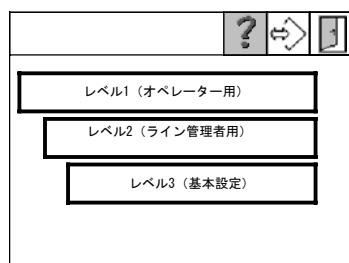 ?
レベル1（オペレーター用）
レベル2（ライン管理者用）
レベル3（基本設定）